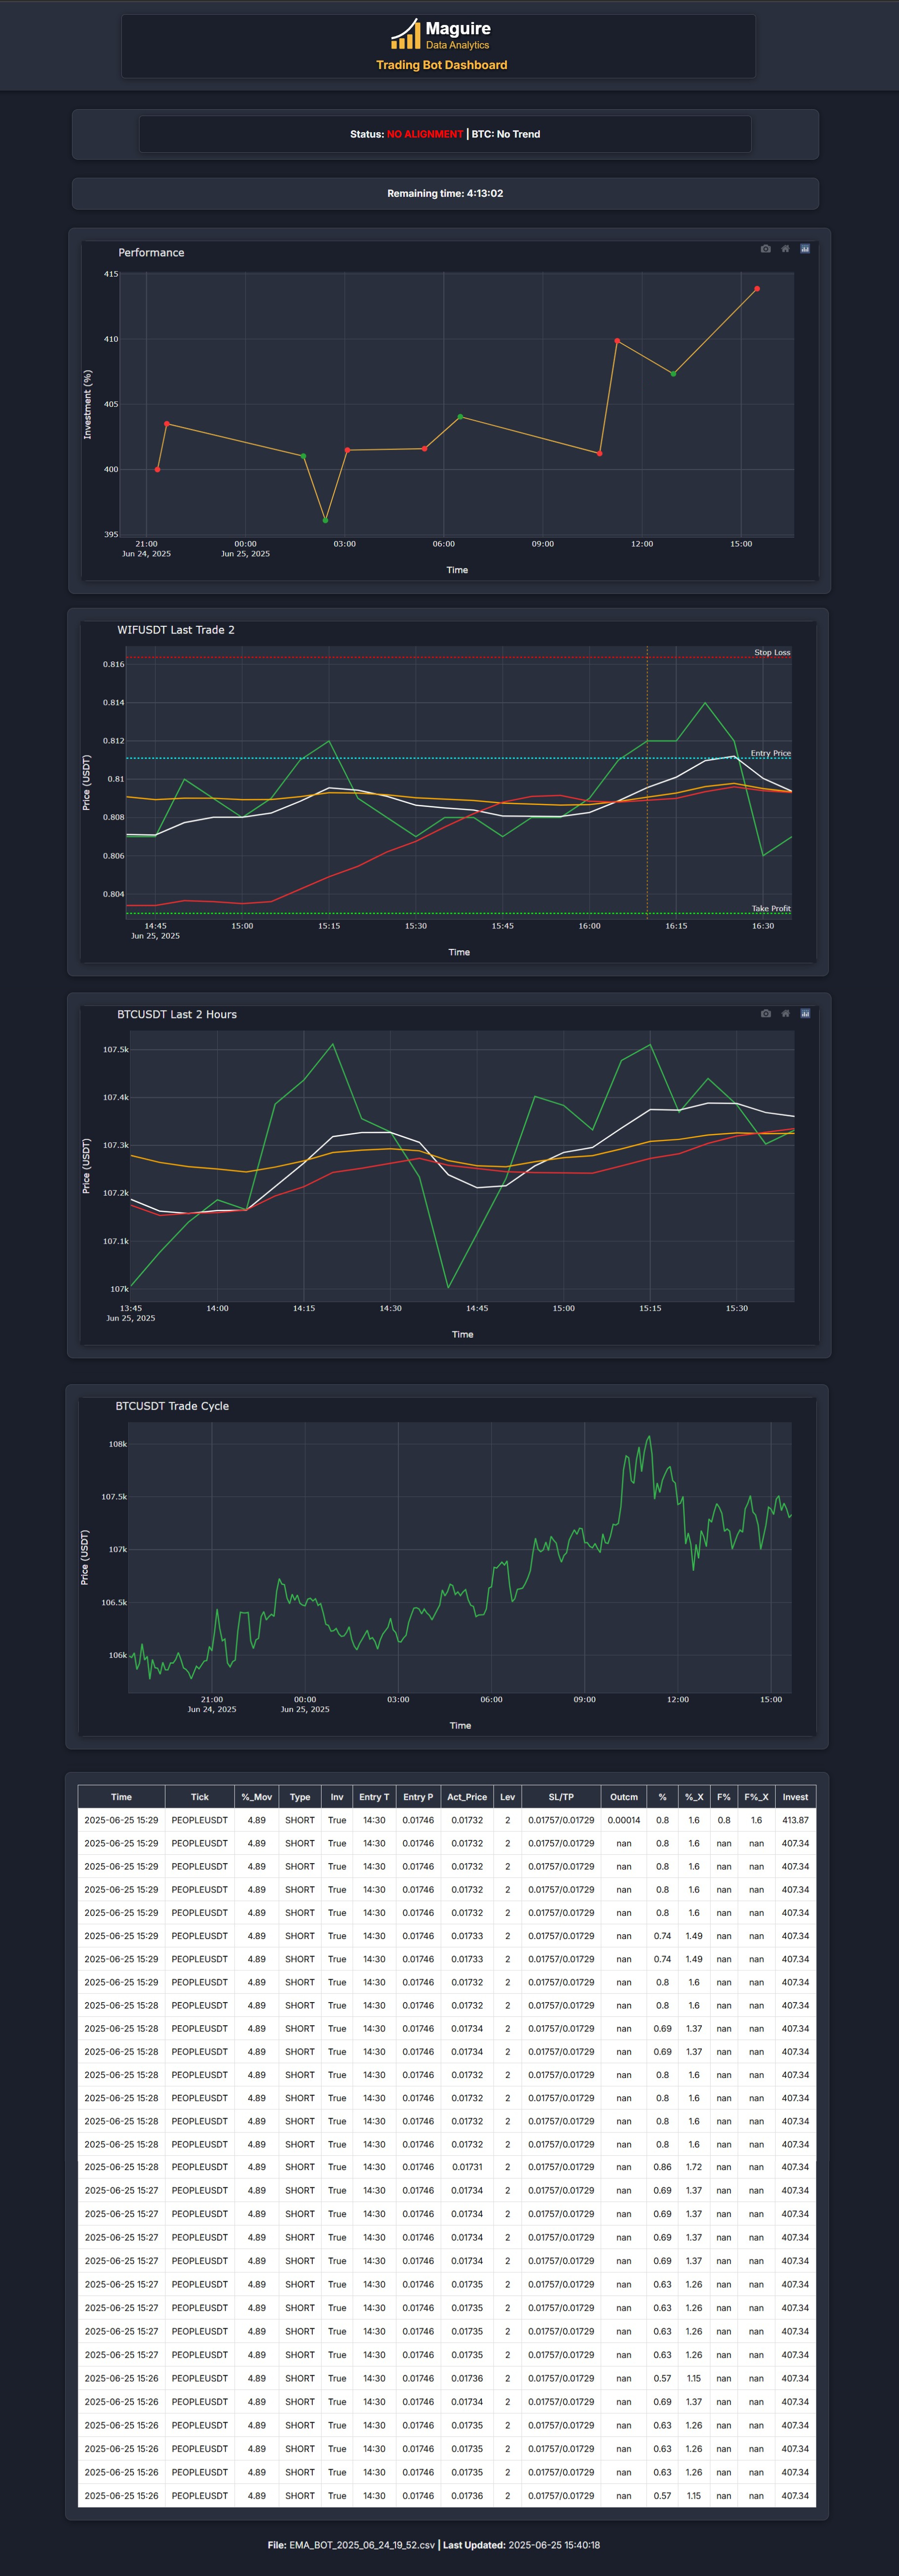 Maguire
Data Analytics
Trading Bot Dashboard
Status: NO ALIGNMENT | BTC: No Trend
Remaining time: 4:13:02
Performance
415
410
405
400
395
Investment (%)
21:00 00:00 03:00 06:00 09:00 12:00 15:00
Jun 24, 2025 Jun 25, 2025
Time
WIFUSDT Last Trade 2
Stop Loss
0.816
0.814
0.812
Entry Price
0.81
0.808
0.806
0.804
Take Profit
Price (USDT)
14:45 15:00 15:15 15:30 15:45 16:00 16:15 16:30
Jun 25, 2025
Time
BTCUSDT Last 2 Hours
107.5k
107.4k
107.3k
107.2k
107.1k
107k
Price (USDT)
13:45 14:00 14:15 14:30 14:45 15:00 15:15 15:30
Jun 25, 2025
Time
BTCUSDT Trade Cycle
108k
107.5k
107k
106.5k
106k
Price (USDT)
21:00 00:00 03:00 06:00 09:00 12:00 15:00
Jun 24, 2025 Jun 25, 2025
Time
Time Tick %_Mov Type Inv Entry T Entry P Act_Price Lev SL/TP Outcm % %_X F% F%_X Invest
2025-06-25 15:29 PEOPLEUSDT 4.89 SHORT True 14:30 0.01746 0.01732 2 0.01757/0.01729 0.00014 0.8 1.6 0.8 1.6 413.87
2025-06-25 15:29 PEOPLEUSDT 4.89 SHORT True 14:30 0.01746 0.01732 2 0.01757/0.01729 nan 0.8 1.6 nan nan 407.34
2025-06-25 15:29 PEOPLEUSDT 4.89 SHORT True 14:30 0.01746 0.01732 2 0.01757/0.01729 nan 0.8 1.6 nan nan 407.34
2025-06-25 15:29 PEOPLEUSDT 4.89 SHORT True 14:30 0.01746 0.01732 2 0.01757/0.01729 nan 0.8 1.6 nan nan 407.34
2025-06-25 15:29 PEOPLEUSDT 4.89 SHORT True 14:30 0.01746 0.01732 2 0.01757/0.01729 nan 0.8 1.6 nan nan 407.34
2025-06-25 15:29 PEOPLEUSDT 4.89 SHORT True 14:30 0.01746 0.01733 2 0.01757/0.01729 nan 0.74 1.49 nan nan 407.34
2025-06-25 15:29 PEOPLEUSDT 4.89 SHORT True 14:30 0.01746 0.01733 2 0.01757/0.01729 nan 0.74 1.49 nan nan 407.34
2025-06-25 15:29 PEOPLEUSDT 4.89 SHORT True 14:30 0.01746 0.01732 2 0.01757/0.01729 nan 0.8 1.6 nan nan 407.34
2025-06-25 15:28 PEOPLEUSDT 4.89 SHORT True 14:30 0.01746 0.01732 2 0.01757/0.01729 nan 0.8 1.6 nan nan 407.34
2025-06-25 15:28 PEOPLEUSDT 4.89 SHORT True 14:30 0.01746 0.01734 2 0.01757/0.01729 nan 0.69 1.37 nan nan 407.34
2025-06-25 15:28 PEOPLEUSDT 4.89 SHORT True 14:30 0.01746 0.01734 2 0.01757/0.01729 nan 0.69 1.37 nan nan 407.34
2025-06-25 15:28 PEOPLEUSDT 4.89 SHORT True 14:30 0.01746 0.01732 2 0.01757/0.01729 nan 0.8 1.6 nan nan 407.34
2025-06-25 15:28 PEOPLEUSDT 4.89 SHORT True 14:30 0.01746 0.01732 2 0.01757/0.01729 nan 0.8 1.6 nan nan 407.34
2025-06-25 15:28 PEOPLEUSDT 4.89 SHORT True 14:30 0.01746 0.01732 2 0.01757/0.01729 nan 0.8 1.6 nan nan 407.34
2025-06-25 15:28 PEOPLEUSDT 4.89 SHORT True 14:30 0.01746 0.01732 2 0.01757/0.01729 nan 0.8 1.6 nan nan 407.34
2025-06-25 15:28 PEOPLEUSDT 4.89 SHORT True 14:30 0.01746 0.01731 2 0.01757/0.01729 nan 0.86 1.72 nan nan 407.34
2025-06-25 15:27 PEOPLEUSDT 4.89 SHORT True 14:30 0.01746 0.01734 2 0.01757/0.01729 nan 0.69 1.37 nan nan 407.34
2025-06-25 15:27 PEOPLEUSDT 4.89 SHORT True 14:30 0.01746 0.01734 2 0.01757/0.01729 nan 0.69 1.37 nan nan 407.34
2025-06-25 15:27 PEOPLEUSDT 4.89 SHORT True 14:30 0.01746 0.01734 2 0.01757/0.01729 nan 0.69 1.37 nan nan 407.34
2025-06-25 15:27 PEOPLEUSDT 4.89 SHORT True 14:30 0.01746 0.01734 2 0.01757/0.01729 nan 0.69 1.37 nan nan 407.34
2025-06-25 15:27 PEOPLEUSDT 4.89 SHORT True 14:30 0.01746 0.01735 2 0.01757/0.01729 nan 0.63 1.26 nan nan 407.34
2025-06-25 15:27 PEOPLEUSDT 4.89 SHORT True 14:30 0.01746 0.01735 2 0.01757/0.01729 nan 0.63 1.26 nan nan 407.34
2025-06-25 15:27 PEOPLEUSDT 4.89 SHORT True 14:30 0.01746 0.01735 2 0.01757/0.01729 nan 0.63 1.26 nan nan 407.34
2025-06-25 15:27 PEOPLEUSDT 4.89 SHORT True 14:30 0.01746 0.01735 2 0.01757/0.01729 nan 0.63 1.26 nan nan 407.34
2025-06-25 15:26 PEOPLEUSDT 4.89 SHORT True 14:30 0.01746 0.01736 2 0.01757/0.01729 nan 0.57 1.15 nan nan 407.34
2025-06-25 15:26 PEOPLEUSDT 4.89 SHORT True 14:30 0.01746 0.01734 2 0.01757/0.01729 nan 0.69 1.37 nan nan 407.34
2025-06-25 15:26 PEOPLEUSDT 4.89 SHORT True 14:30 0.01746 0.01735 2 0.01757/0.01729 nan 0.63 1.26 nan nan 407.34
2025-06-25 15:26 PEOPLEUSDT 4.89 SHORT True 14:30 0.01746 0.01735 2 0.01757/0.01729 nan 0.63 1.26 nan nan 407.34
2025-06-25 15:26 PEOPLEUSDT 4.89 SHORT True 14:30 0.01746 0.01735 2 0.01757/0.01729 nan 0.63 1.26 nan nan 407.34
2025-06-25 15:26 PEOPLEUSDT 4.89 SHORT True 14:30 0.01746 0.01736 2 0.01757/0.01729 nan 0.57 1.15 nan nan 407.34
File: EMA_BOT_2025_06_24_19_52.csv | Last Updated: 2025-06-25 15:40:18